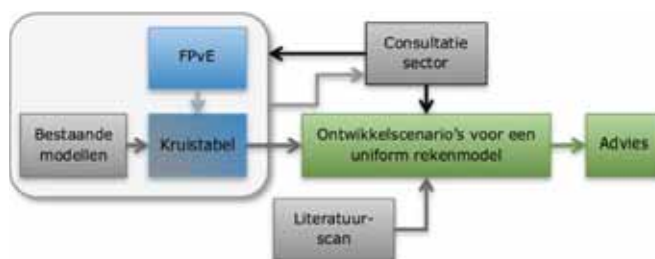 FPvE
Consultatie
sector
Bestaande
modellen
Kruistabel
Ontwikkelscenario's voor een
uniform rekenmodel
Advies
Literatuur-
scan